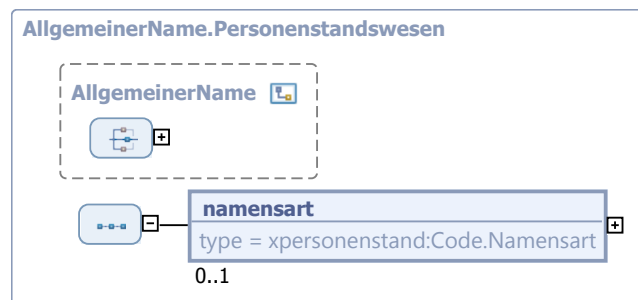 AllgemeinerName.Personenstandswesen
AllgemeinerName
namensart
type = xpersonenstand:Code.Namensart
0..1